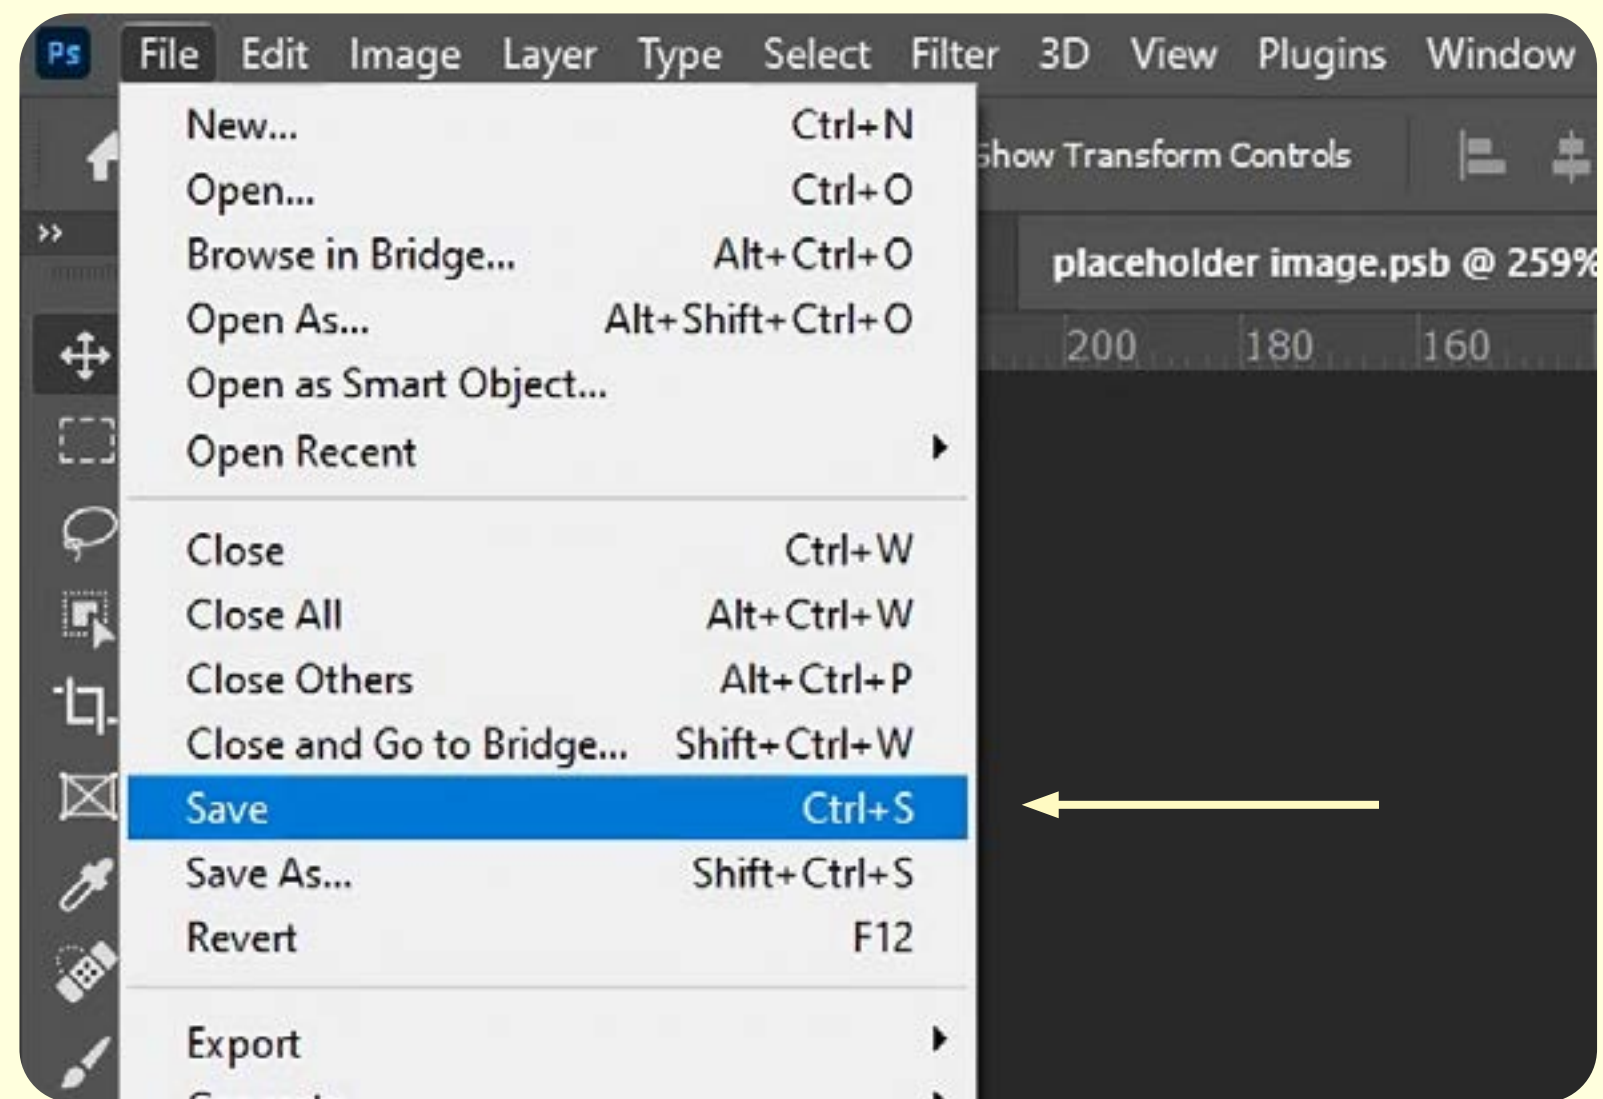 Ps File Edit Image Layer Type Select Filter 3D View Plugins Window
Show Transform Controls
placeholder image.psb @ 259%
200 180 160
New... Ctrl+N
Open... Ctrl+O
Browse in Bridge... Alt+Ctrl+O
Open As... Alt+Shift+Ctrl+O
Open as Smart Object...
Open Recent
Close Ctrl+W
Close All Alt+Ctrl+W
Close Others Alt+Ctrl+P
Close and Go to Bridge... Shift+Ctrl+W
Save Ctrl+S
Save As... Shift+Ctrl+S
Revert F12
Export